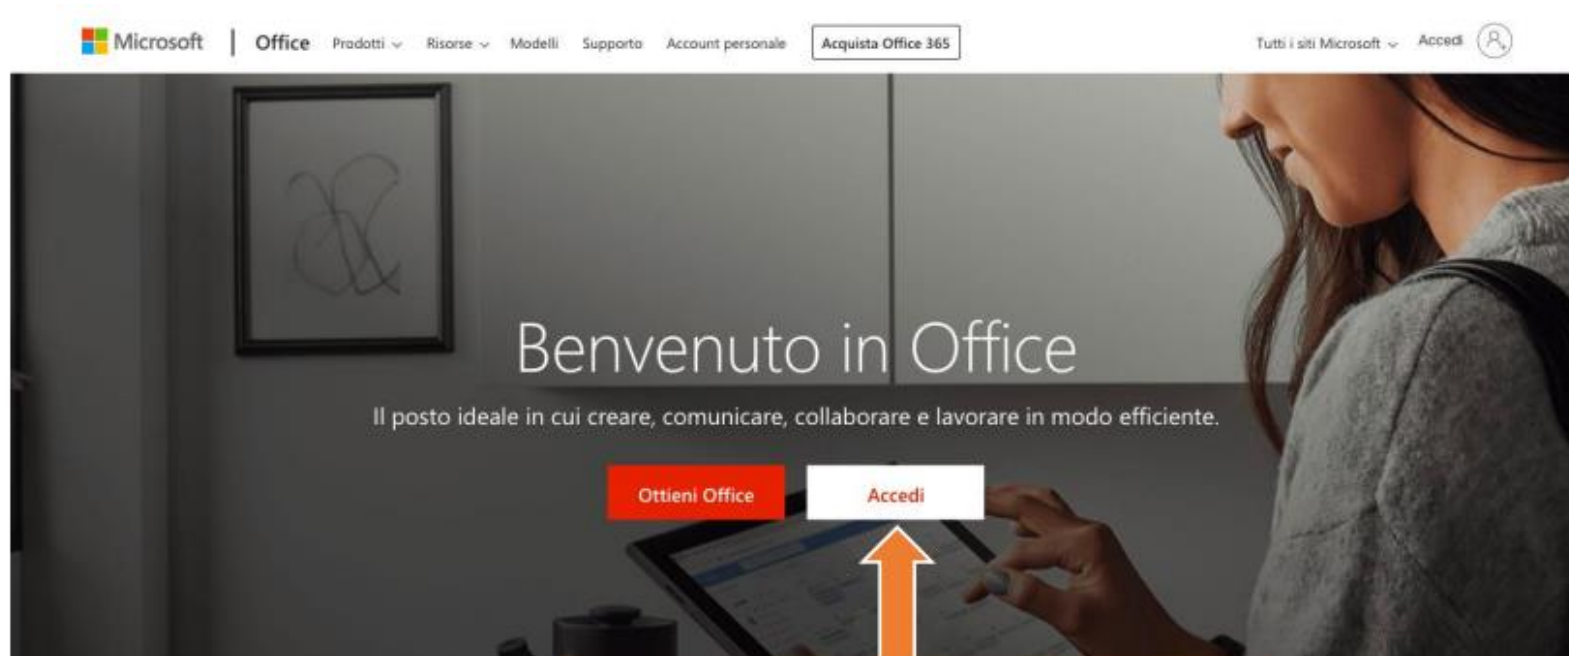 Microsoft | Office Prodotti Risorse Modelli Supporto Account personale Acquista Office 365 Tutti i siti Microsoft Accedi
Benvenuto in Office
Il posto ideale in cui creare, comunicare, collaborare e lavorare in modo efficiente.
Ottieni Office Accedi